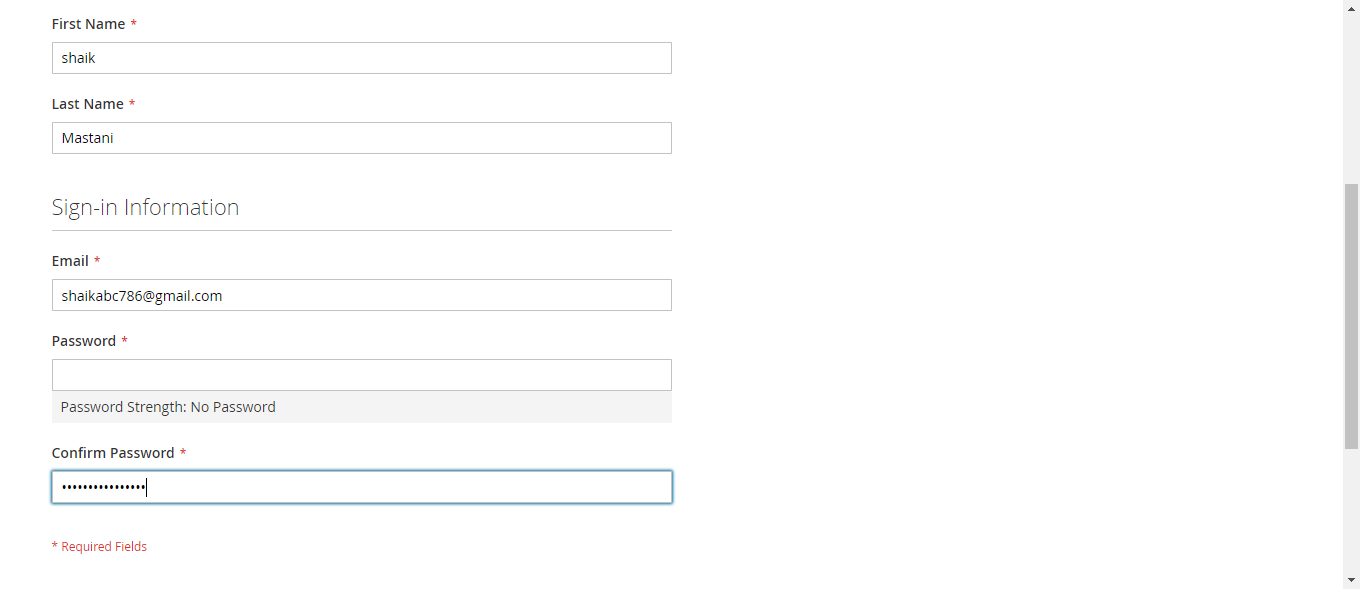 First Name *
shaik
Last Name *
Mastani
Sign-in Information
Email *
shaikabc786@gmail.com
Password *
Password Strength: No Password
Confirm Password *
••••••••••••••••
* Required Fields